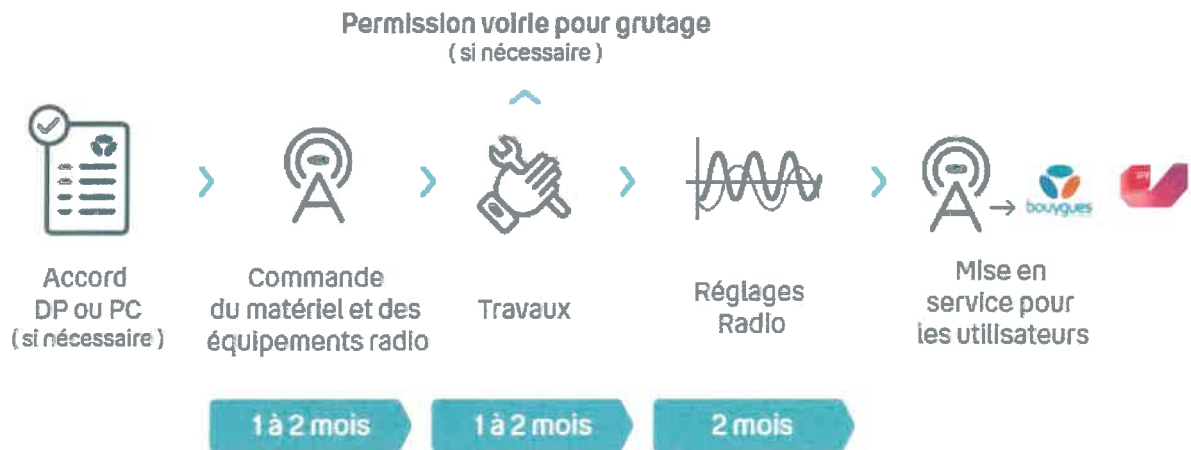 Permission voirie pour grutage
( si nécessaire )
Accord
DP ou PC
( si nécessaire )
Commande
du matériel et des
équipements radio
Travaux
Réglages
Radio
bouygues
SFR
Mise en
service pour
les utilisateurs
1 à 2 mois
1 à 2 mois
2 mois